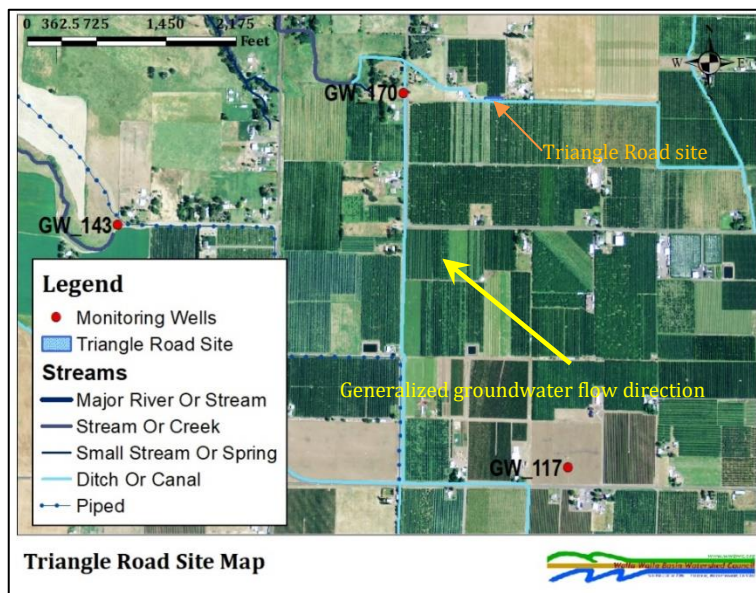 0 362.5 725 1,450 2,175
Feet
N
W E
S
GW_170
Triangle Road site
GW_143
Legend
Monitoring Wells
Triangle Road Site
Streams
Major River Or Stream
Stream Or Creek
Small Stream Or Spring
Ditch Or Canal
Piped
Generalized groundwater flow direction
GW_117
Triangle Road Site Map
Walla Walla Basin Watershed Council